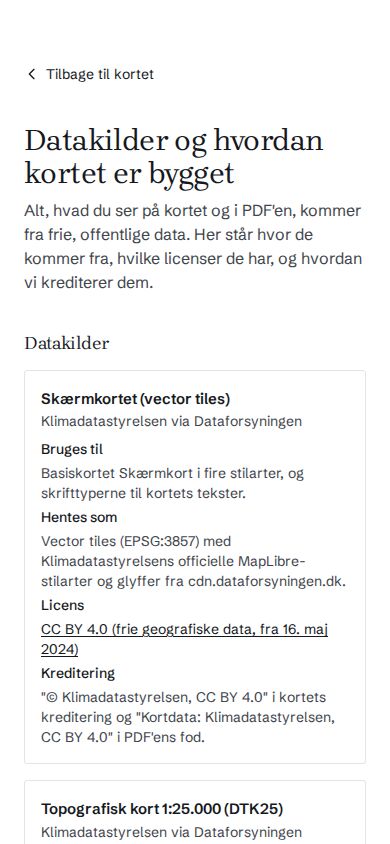 Tilbage til kortet
Datakilder og hvordan
kortet er bygget
Alt, hvad du ser på kortet og i PDF'en, kommer
fra frie, offentlige data. Her står hvor de
kommer fra, hvilke licenser de har, og hvordan
vi krediterer dem.
Datakilder
Skærmkortet (vector tiles)
Klimadatastyrelsen via Dataforsyningen
Bruges til
Basiskortet Skærmkort i fire stilarter, og
skrifttyperne til kortets tekster.
Hentes som
Vector tiles (EPSG:3857) med
Klimadatastyrelsens officielle MapLibre-
stilarter og glyffer fra cdn.dataforsyningen.dk.
Licens
CC BY 4.0 (frie geografiske data, fra 16. maj
2024)
Kreditering
"© Klimadatastyrelsen, CC BY 4.0" i kortets
kreditering og "Kortdata: Klimadatastyrelsen,
CC BY 4.0" i PDF'ens fod.
Topografisk kort 1:25.000 (DTK25)
Klimadatastyrelsen via Dataforsyningen